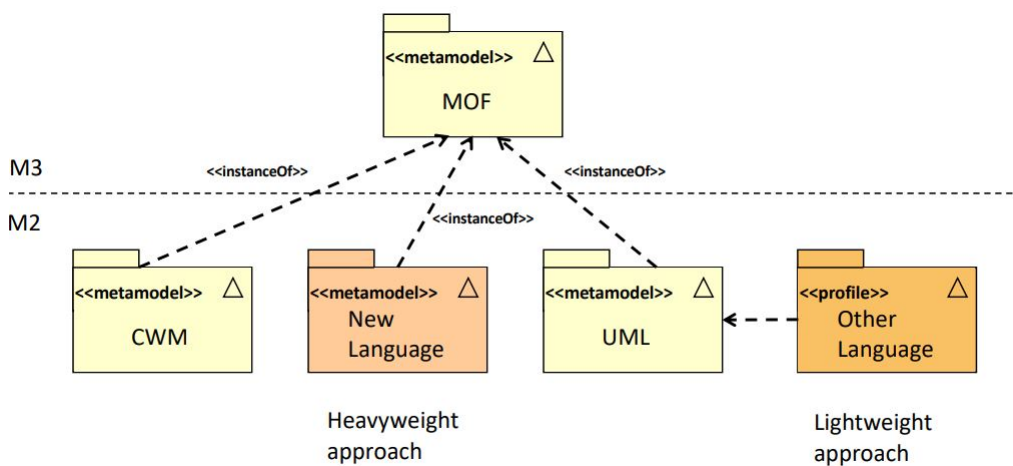 <<metamodel>>
MOF
M3
<<instanceOf>>
<<instanceOf>>
M2
<<instanceOf>>
<<metamodel>>
CWM
<<metamodel>>
New
Language
<<metamodel>>
UML
<<profile>>
Other
Language
Heavyweight
approach
Lightweight
approach